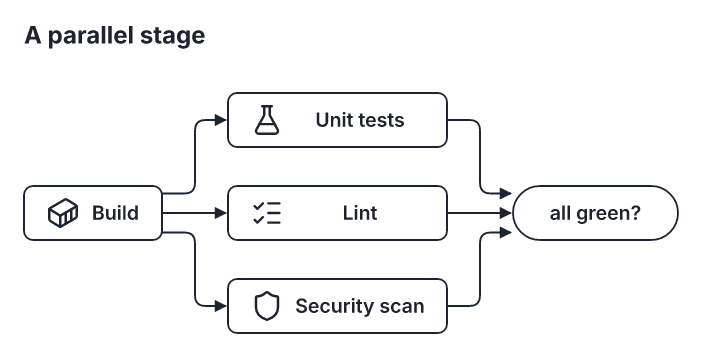 A parallel stage
Unit tests
Build
Lint
all green?
Security scan